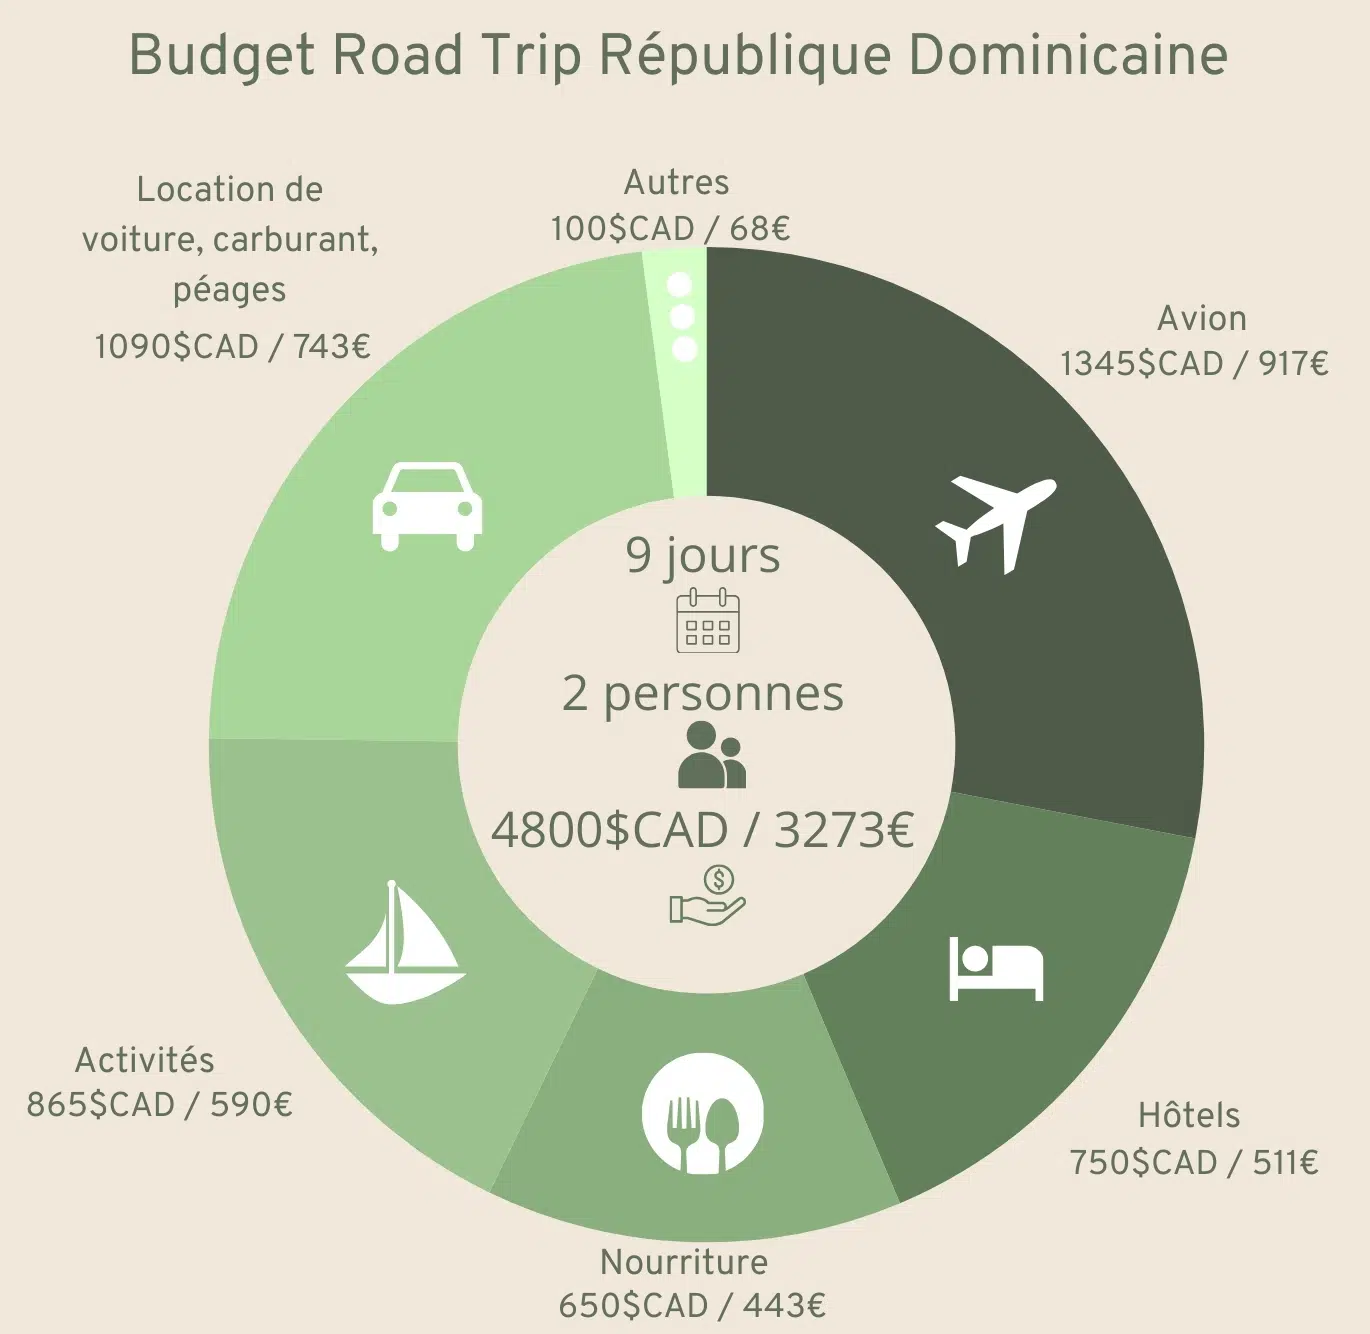 Budget Road Trip République Dominicaine
Autres
100$CAD / 68€
Location de
voiture, carburant,
péages
1090$CAD / 743€
Avion
1345$CAD / 917€
9 jours
2 personnes
4800$CAD / 3273€
$
Activités
865$CAD / 590€
Hôtels
750$CAD / 511€
Nourriture
650$CAD / 443€